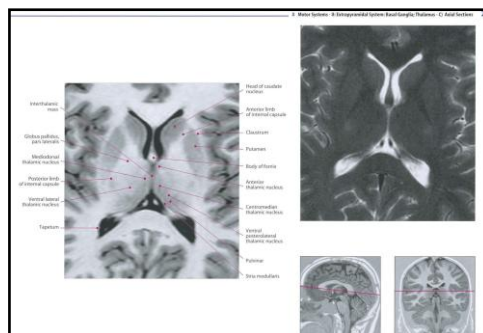 II Motor Systems · B: Extrapyramidal System; Basal Ganglia; Thalamus · C) Axial Sections
Interthalamic
mass
Globus pallidus,
pars lateralis
Mediodorsal
thalamic nucleus
Posterior limb
of internal capsule
Ventral lateral
thalamic nucleus
Tapetum
Head of caudate
nucleus
Anterior limb
of internal capsule
Claustrum
Putamen
Body of fornix
Anterior
thalamic nucleus
Centromedian
thalamic nucleus
Ventral
posterolateral
thalamic nucleus
Pulvinar
Stria medullaris